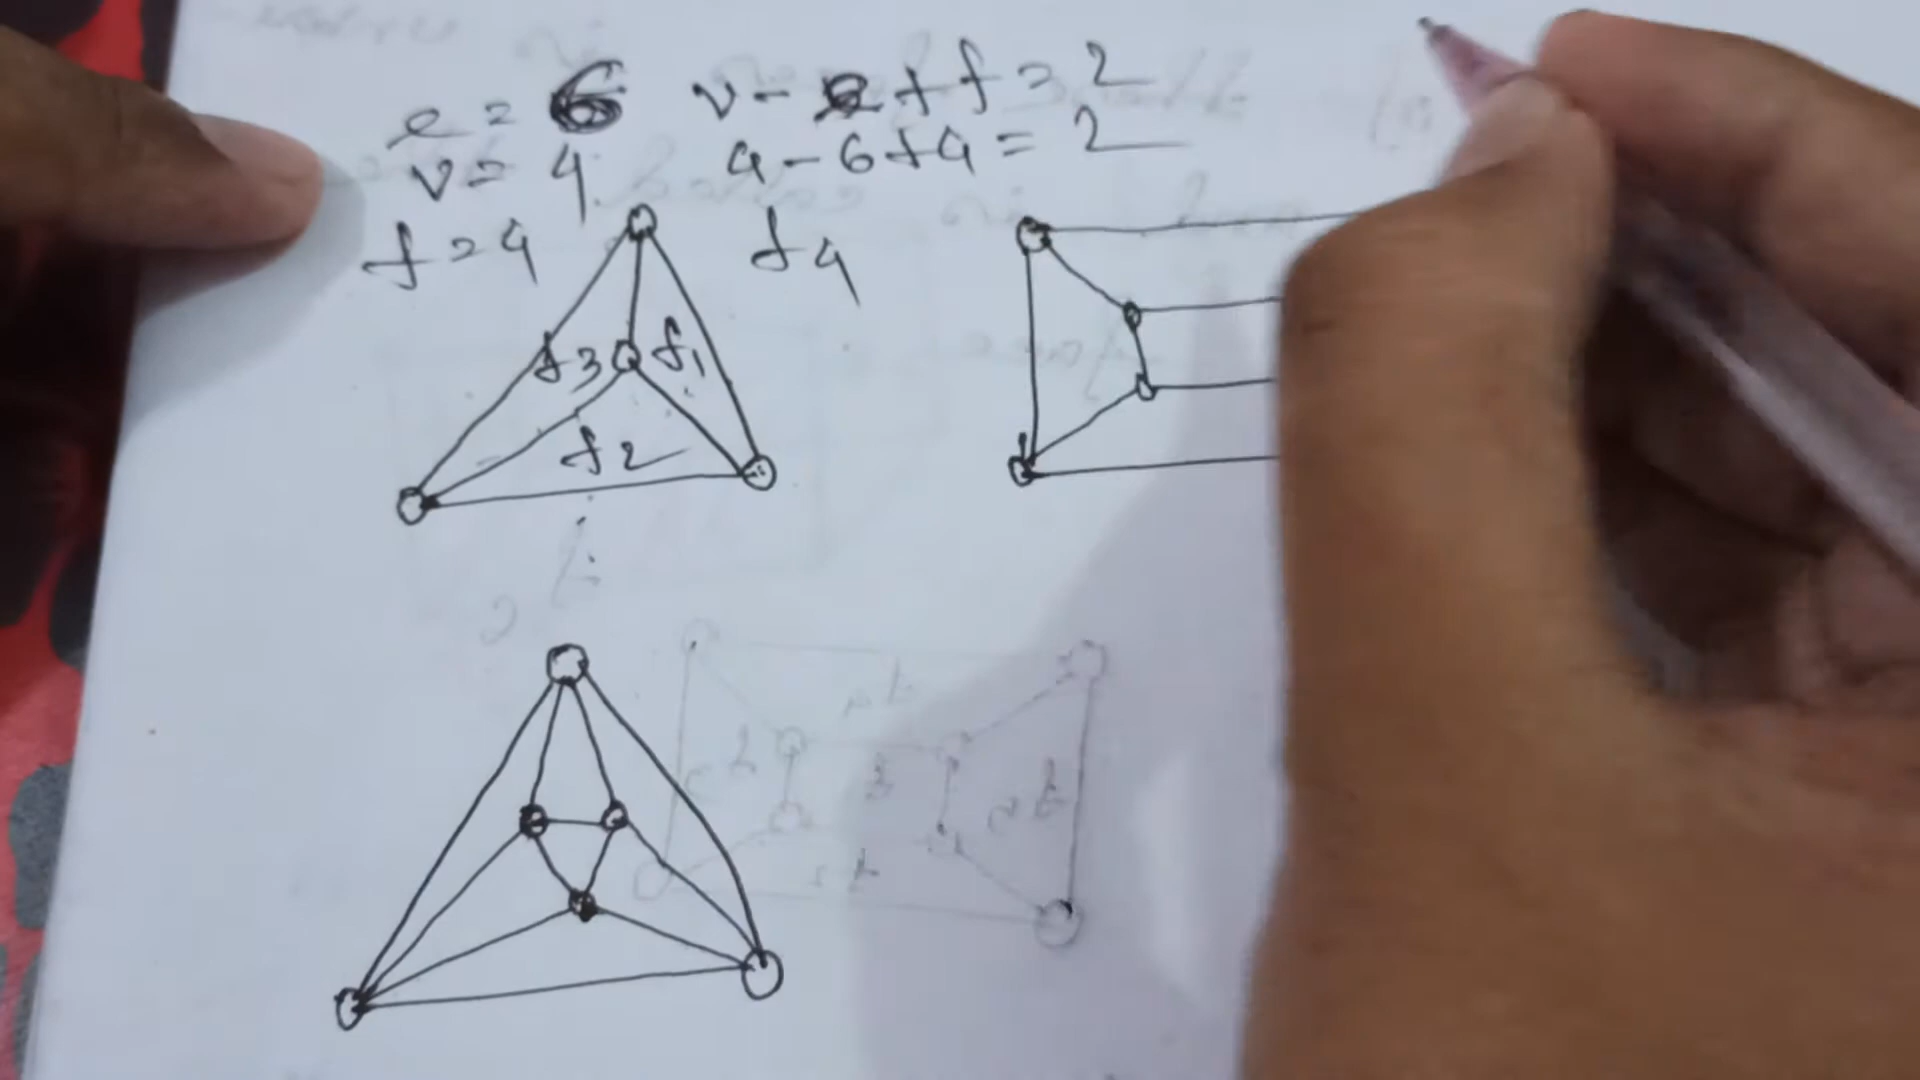 e = 6 v - e + f = 2
v = 4 4 - 6 + 4 = 2
f = 4 f4
f3 f1
f2